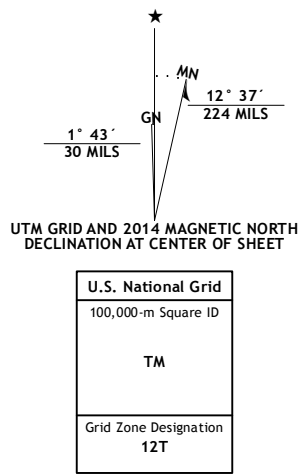 MN
GN
12° 37´
224 MILS
1° 43´
30 MILS
UTM GRID AND 2014 MAGNETIC NORTH
DECLINATION AT CENTER OF SHEET
U.S. National Grid
100,000-m Square ID
TM
Grid Zone Designation
12T